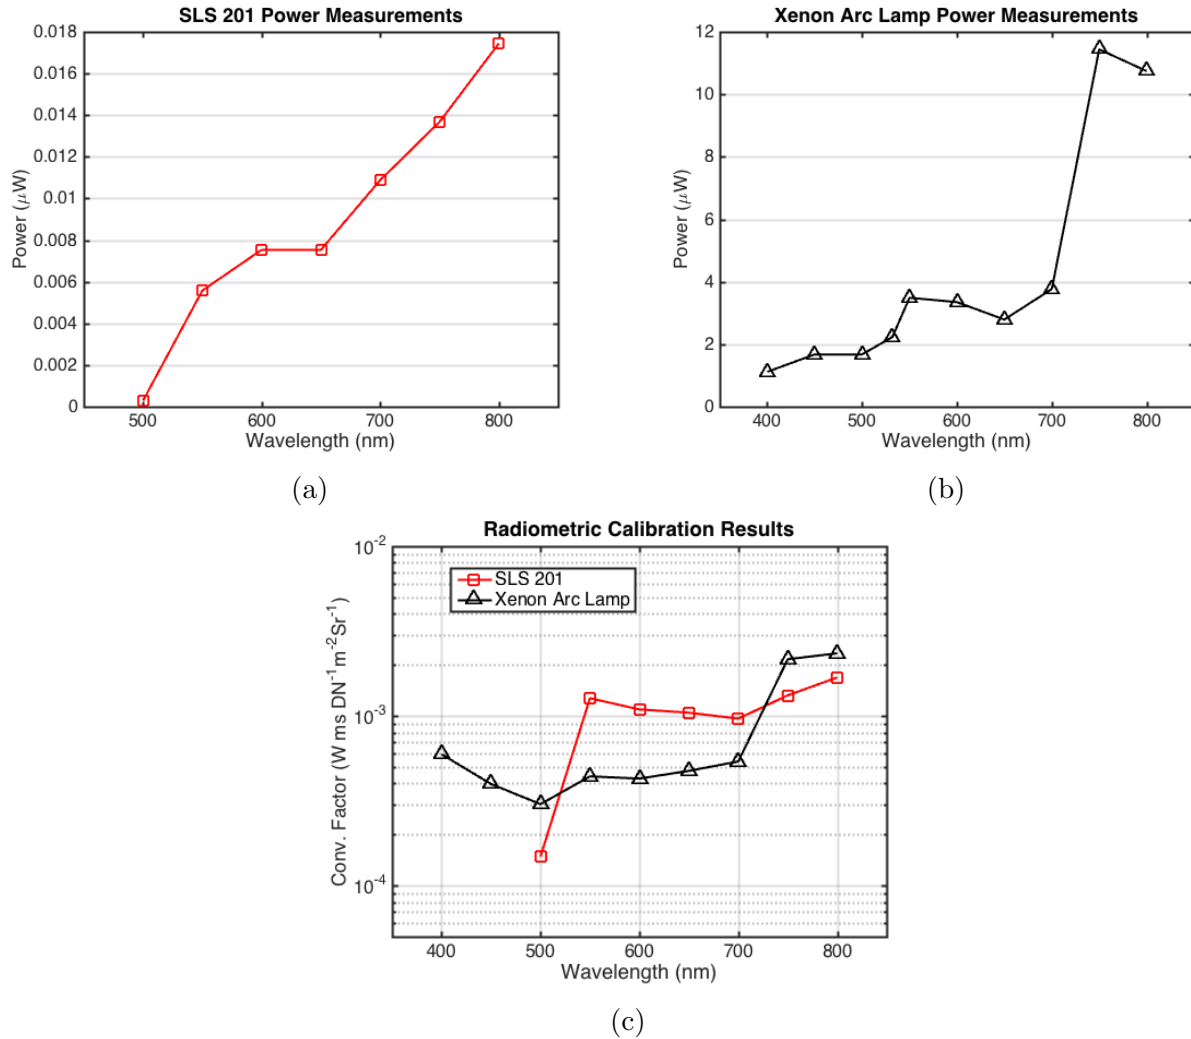 SLS 201 Power Measurements
0.018
0.016
0.014
0.012
0.01
0.008
0.006
0.004
0.002
0
Power (μW)
500 600 700 800
Wavelength (nm)
(a)
Xenon Arc Lamp Power Measurements
12
10
8
6
4
2
0
Power (μW)
400 500 600 700 800
Wavelength (nm)
(b)
Radiometric Calibration Results
10⁻²
10⁻³
10⁻⁴
Conv. Factor (W ms DN⁻¹m⁻²Sr⁻¹)
SLS 201
Xenon Arc Lamp
400 500 600 700 800
Wavelength (nm)
(c)